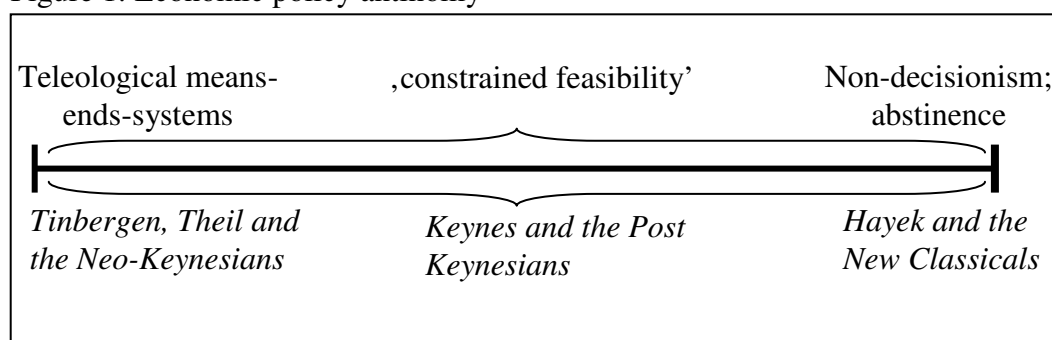 Figure 1: Economic policy antinomy
Teleological means-
ends-systems
‚constrained feasibility’
Non-decisionism;
abstinence
Tinbergen, Theil and
the Neo-Keynesians
Keynes and the Post
Keynesians
Hayek and the
New Classicals